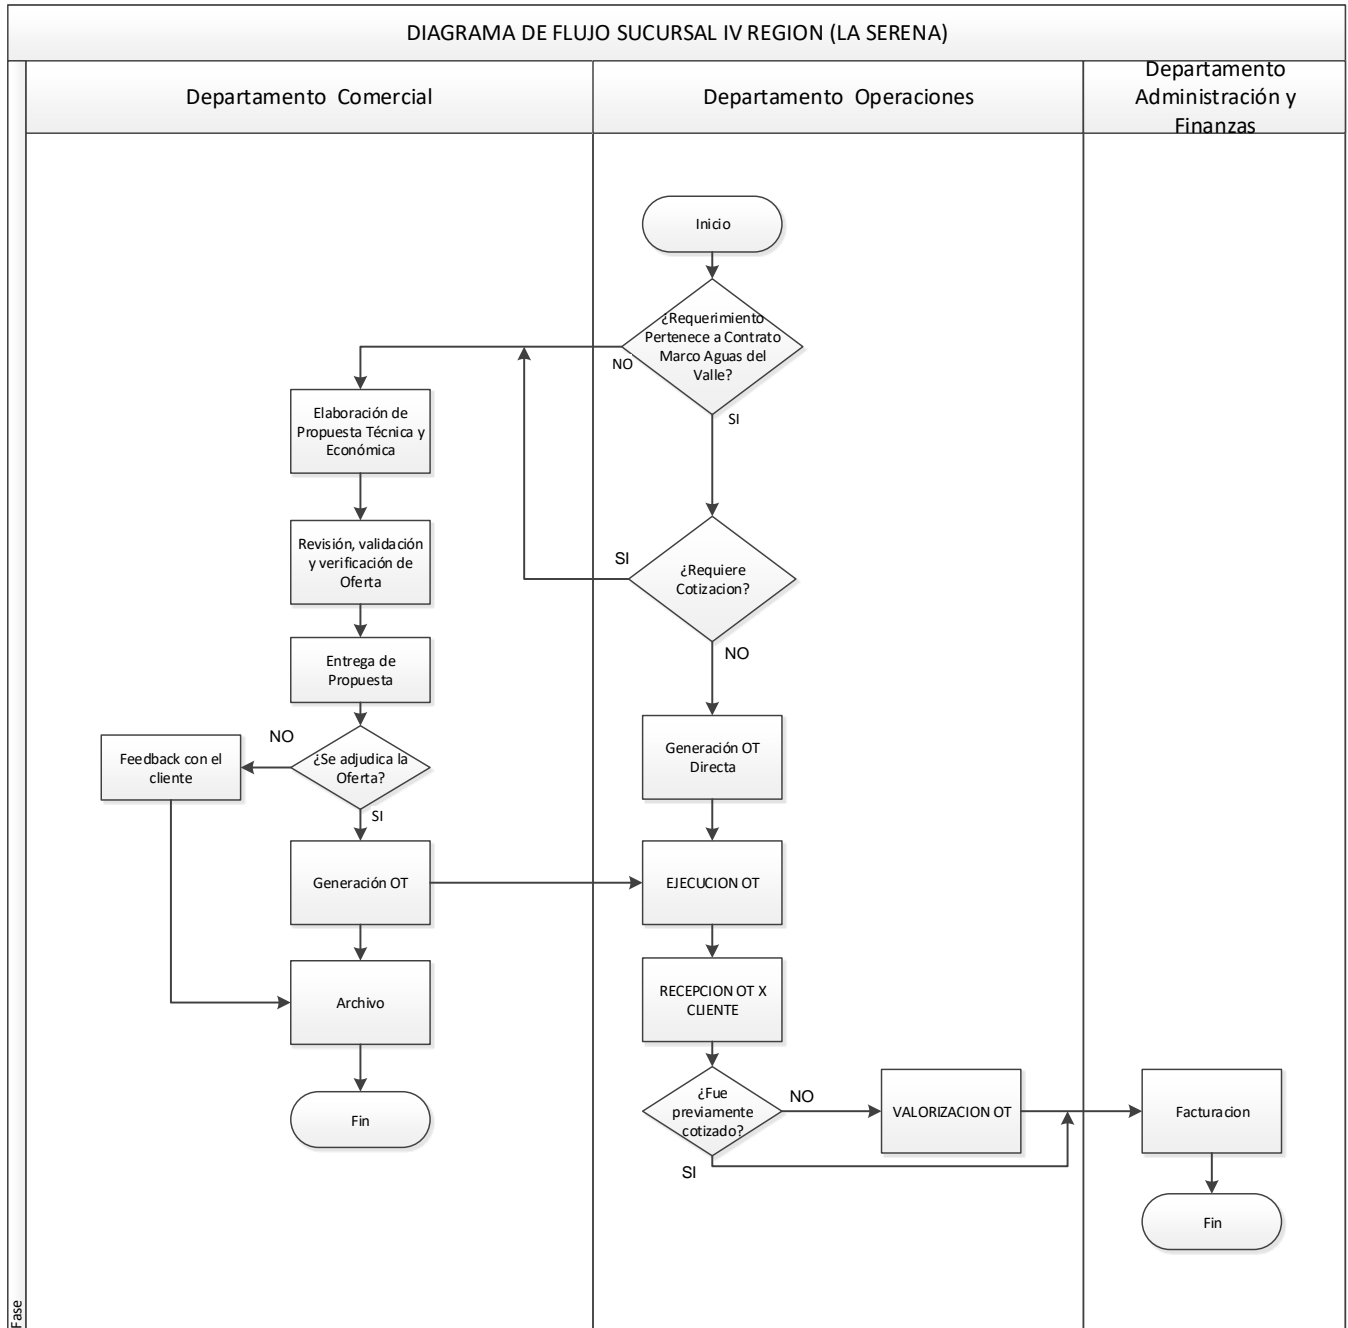 DIAGRAMA DE FLUJO SUCURSAL IV REGION (LA SERENA)
Departamento Comercial
Departamento Operaciones
Departamento
Administración y
Finanzas
Inicio
¿Requerimiento
Pertenece a Contrato
Marco Aguas del
Valle?
NO
SI
Elaboración de
Propuesta Técnica y
Económica
Revisión, validación
y verificación de
Oferta
SI
¿Requiere
Cotizacion?
NO
Entrega de
Propuesta
NO
¿Se adjudica la
Oferta?
SI
Feedback con el
cliente
Generación OT
Directa
Generación OT
EJECUCION OT
Archivo
RECEPCION OT X
CLIENTE
Fin
¿Fue
previamente
cotizado?
NO
SI
VALORIZACION OT
Facturacion
Fin
Fase